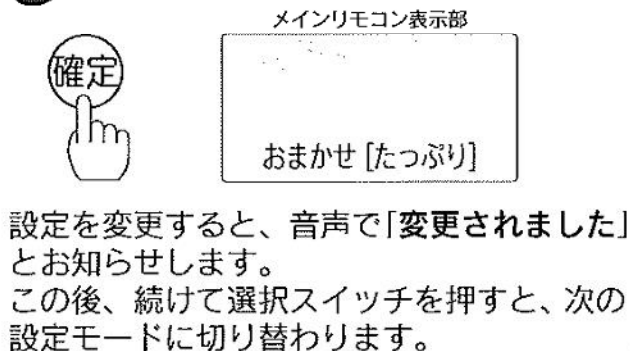 メインリモコン表示部
確定
おまかせ [たっぷり]
設定を変更すると、音声で「変更されました」
とお知らせします。
この後、続けて選択スイッチを押すと、次の
設定モードに切り替わります。